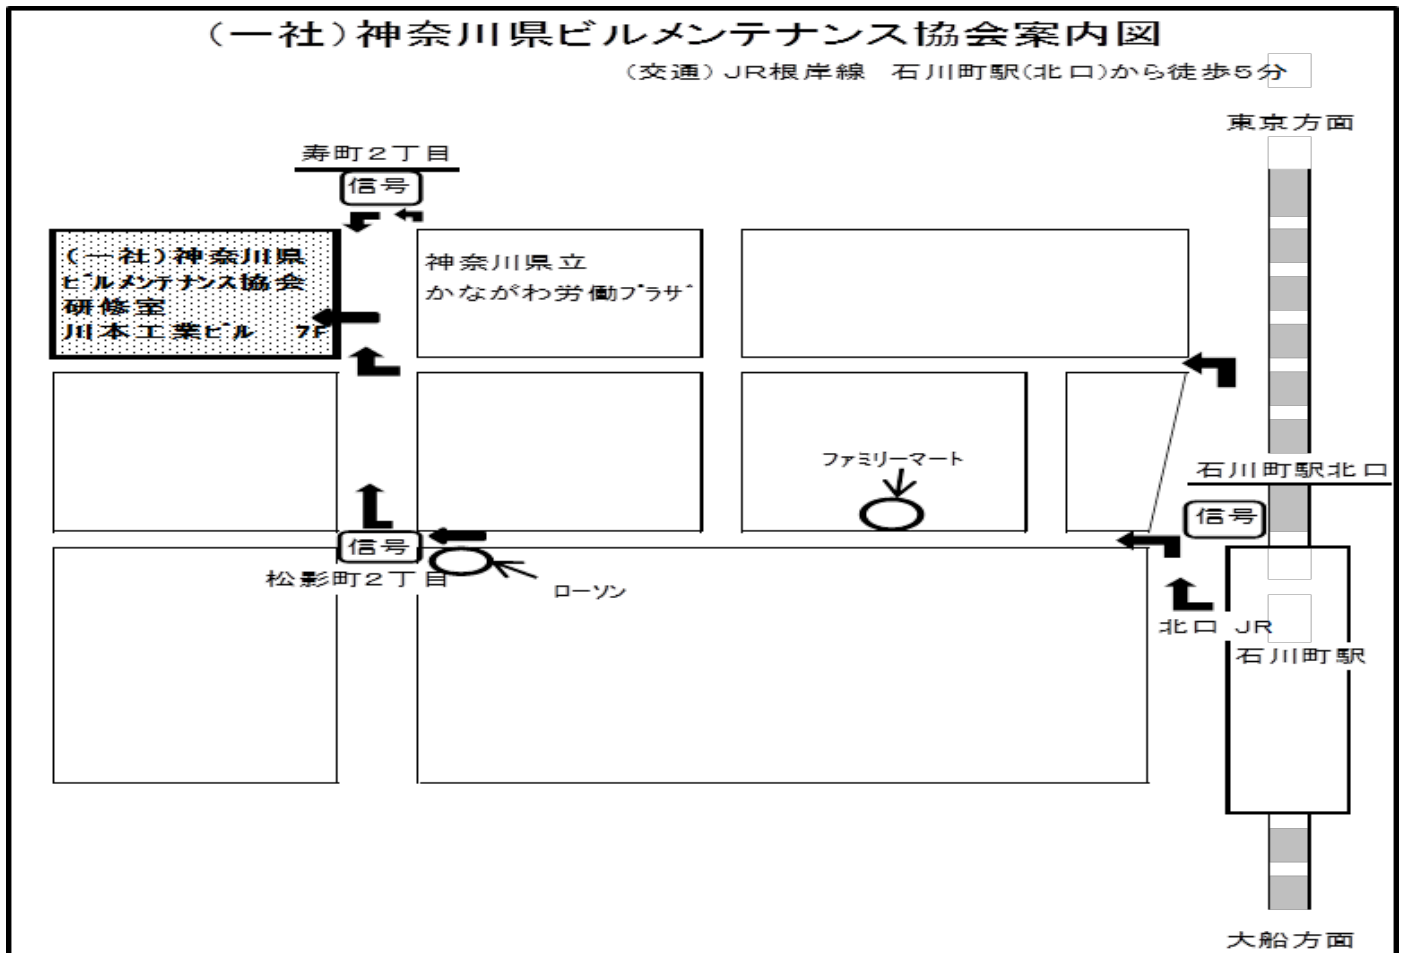 (一社)神奈川県ビルメンテナンス協会案内図
(交通)JR根岸線　石川町駅(北口)から徒歩5分
東京方面
寿町2丁目
信号
(一社)神奈川県
ﾋﾞﾙﾒﾝﾃﾅﾝｽ協会
研修室
川本工業ﾋﾞﾙ　7F
神奈川県立
かながわ労働ﾌﾟﾗｻﾞ
ファミリーマート
石川町駅北口
信号
信号
松影町2丁目
ローソン
北口 JR
石川町駅
大船方面